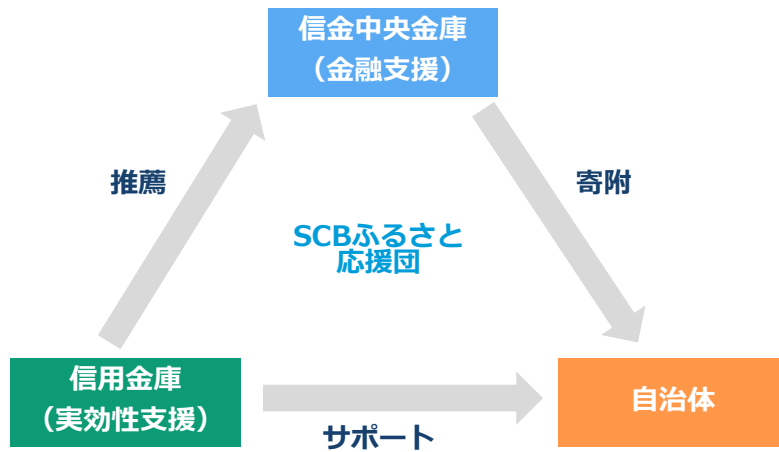 信金中央金庫
（金融支援）
推薦
寄附
SCBふるさと
応援団
信用金庫
（実効性支援）
自治体
サポート